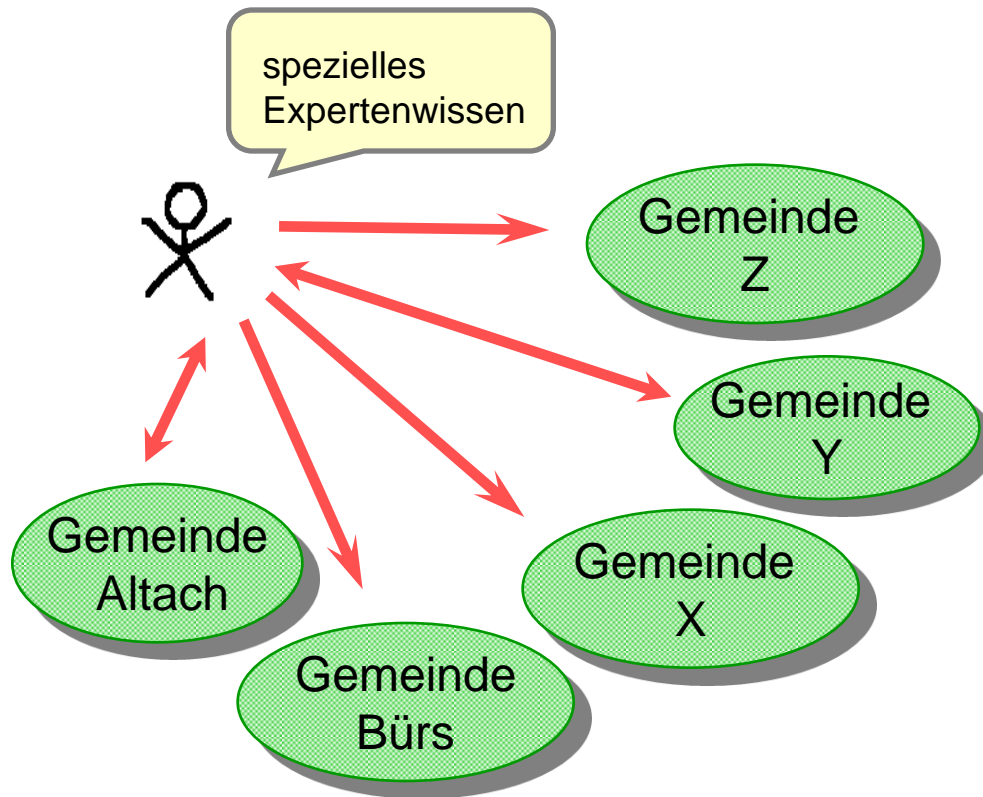 spezielles
Expertenwissen
Gemeinde
Z
Gemeinde
Y
Gemeinde
X
Gemeinde
Altach
Gemeinde
Bürs